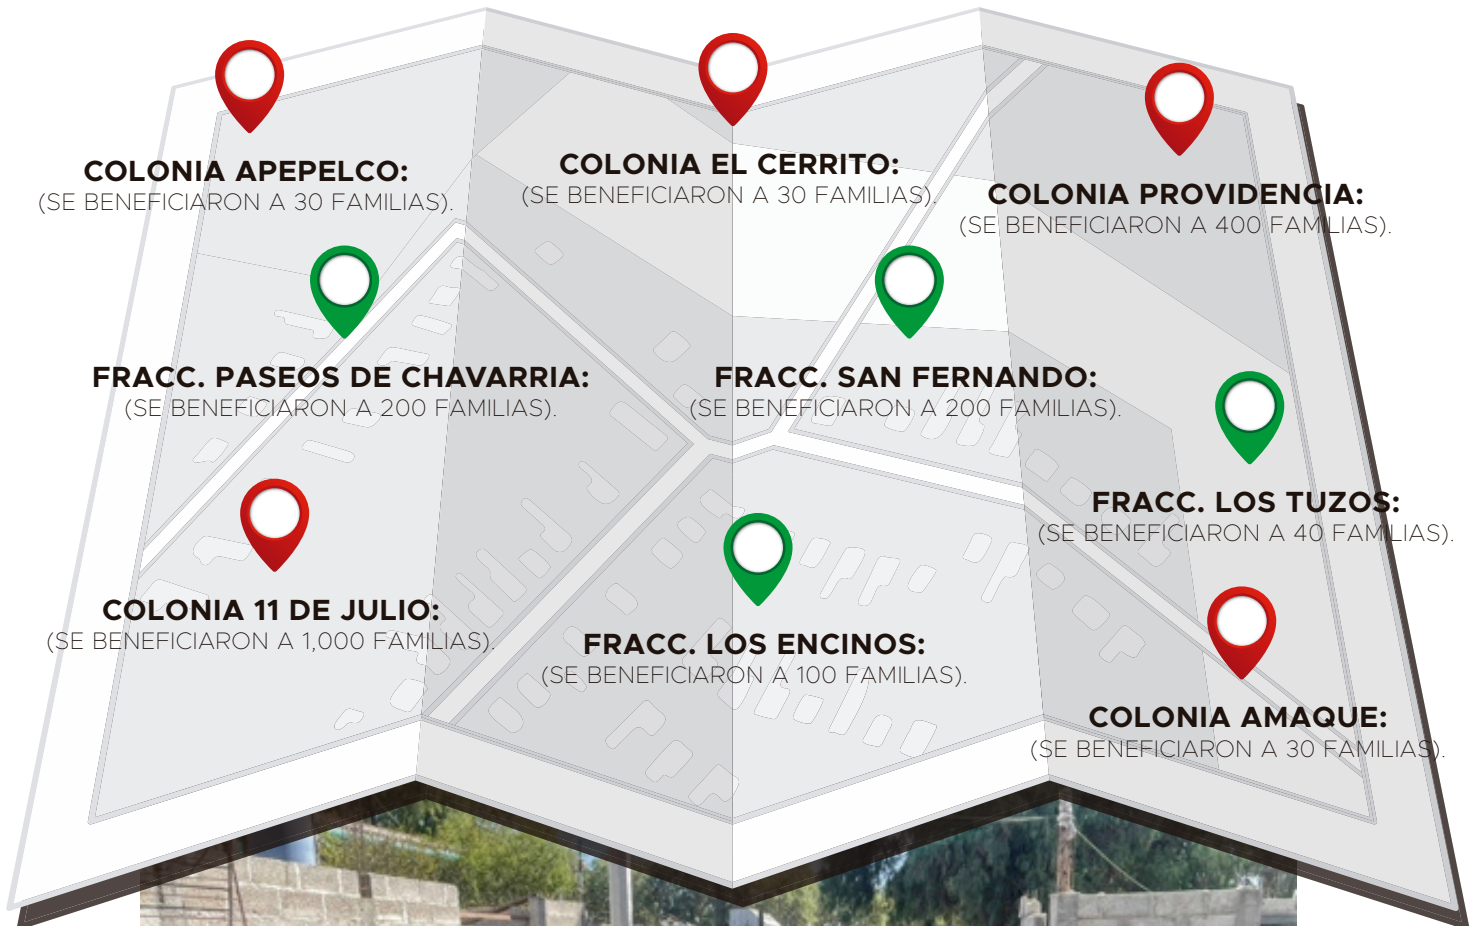 COLONIA APEPELCO:
(SE BENEFICIARON A 30 FAMILIAS).
COLONIA EL CERRITO:
(SE BENEFICIARON A 30 FAMILIAS).
COLONIA PROVIDENCIA:
(SE BENEFICIARON A 400 FAMILIAS).
FRACC. PASEOS DE CHAVARRIA:
(SE BENEFICIARON A 200 FAMILIAS).
FRACC. SAN FERNANDO:
(SE BENEFICIARON A 200 FAMILIAS).
FRACC. LOS TUZOS:
(SE BENEFICIARON A 40 FAMILIAS).
COLONIA 11 DE JULIO:
(SE BENEFICIARON A 1,000 FAMILIAS).
FRACC. LOS ENCINOS:
(SE BENEFICIARON A 100 FAMILIAS).
COLONIA AMAQUE:
(SE BENEFICIARON A 30 FAMILIAS).